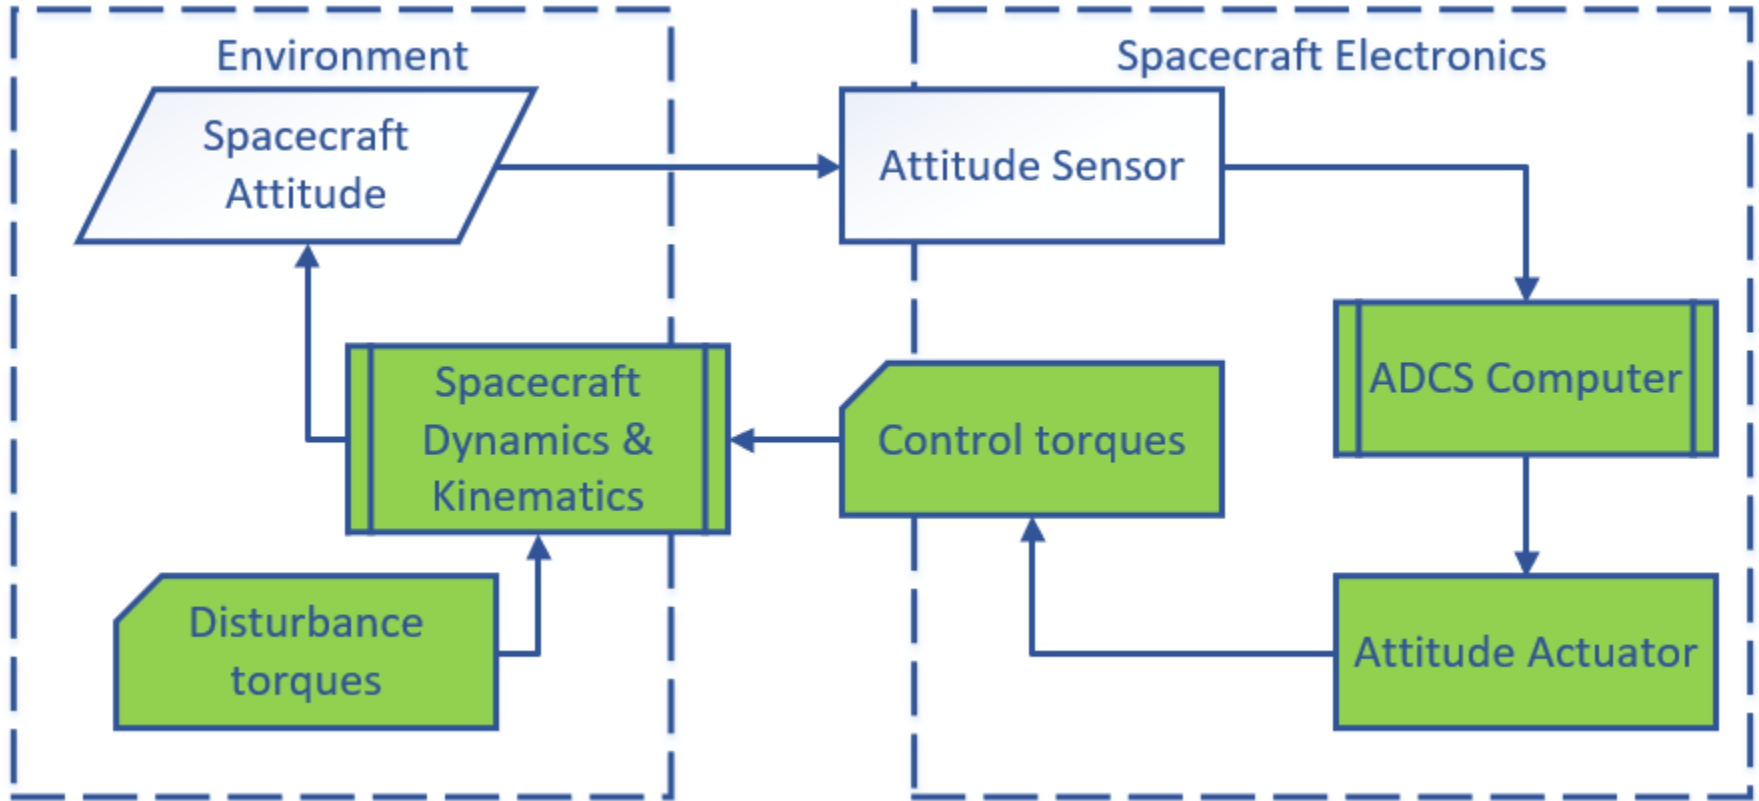 Environment
Spacecraft Electronics
Spacecraft
Attitude
Attitude Sensor
ADCS Computer
Spacecraft
Dynamics &
Kinematics
Control torques
Disturbance
torques
Attitude Actuator